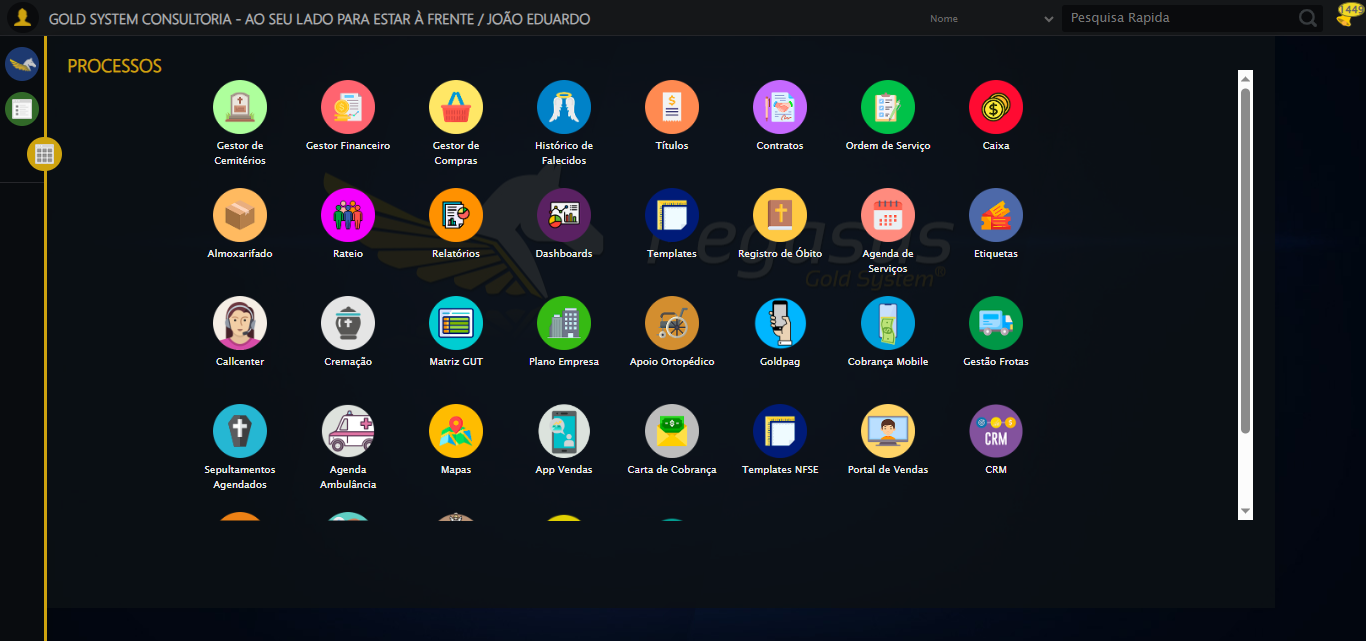 GOLD SYSTEM CONSULTORIA - AO SEU LADO PARA ESTAR À FRENTE / JOÃO EDUARDO
Nome
Pesquisa Rapida
1449
PROCESSOS
Gestor de
Cemitérios
Gestor Financeiro
Gestor de
Compras
Histórico de
Falecidos
Títulos
Contratos
Ordem de Serviço
Caixa
Almoxarifado
Rateio
Relatórios
Dashboards
Templates
Registro de Óbito
Agenda de
Serviços
Etiquetas
Pegasus
Gold System®
Callcenter
Cremação
Matriz GUT
Plano Empresa
Apoio Ortopédico
Goldpag
Cobrança Mobile
Gestão Frotas
Sepultamentos
Agendados
Agenda
Ambulância
Mapas
App Vendas
Carta de Cobrança
Templates NFSE
Portal de Vendas
CRM
CRM